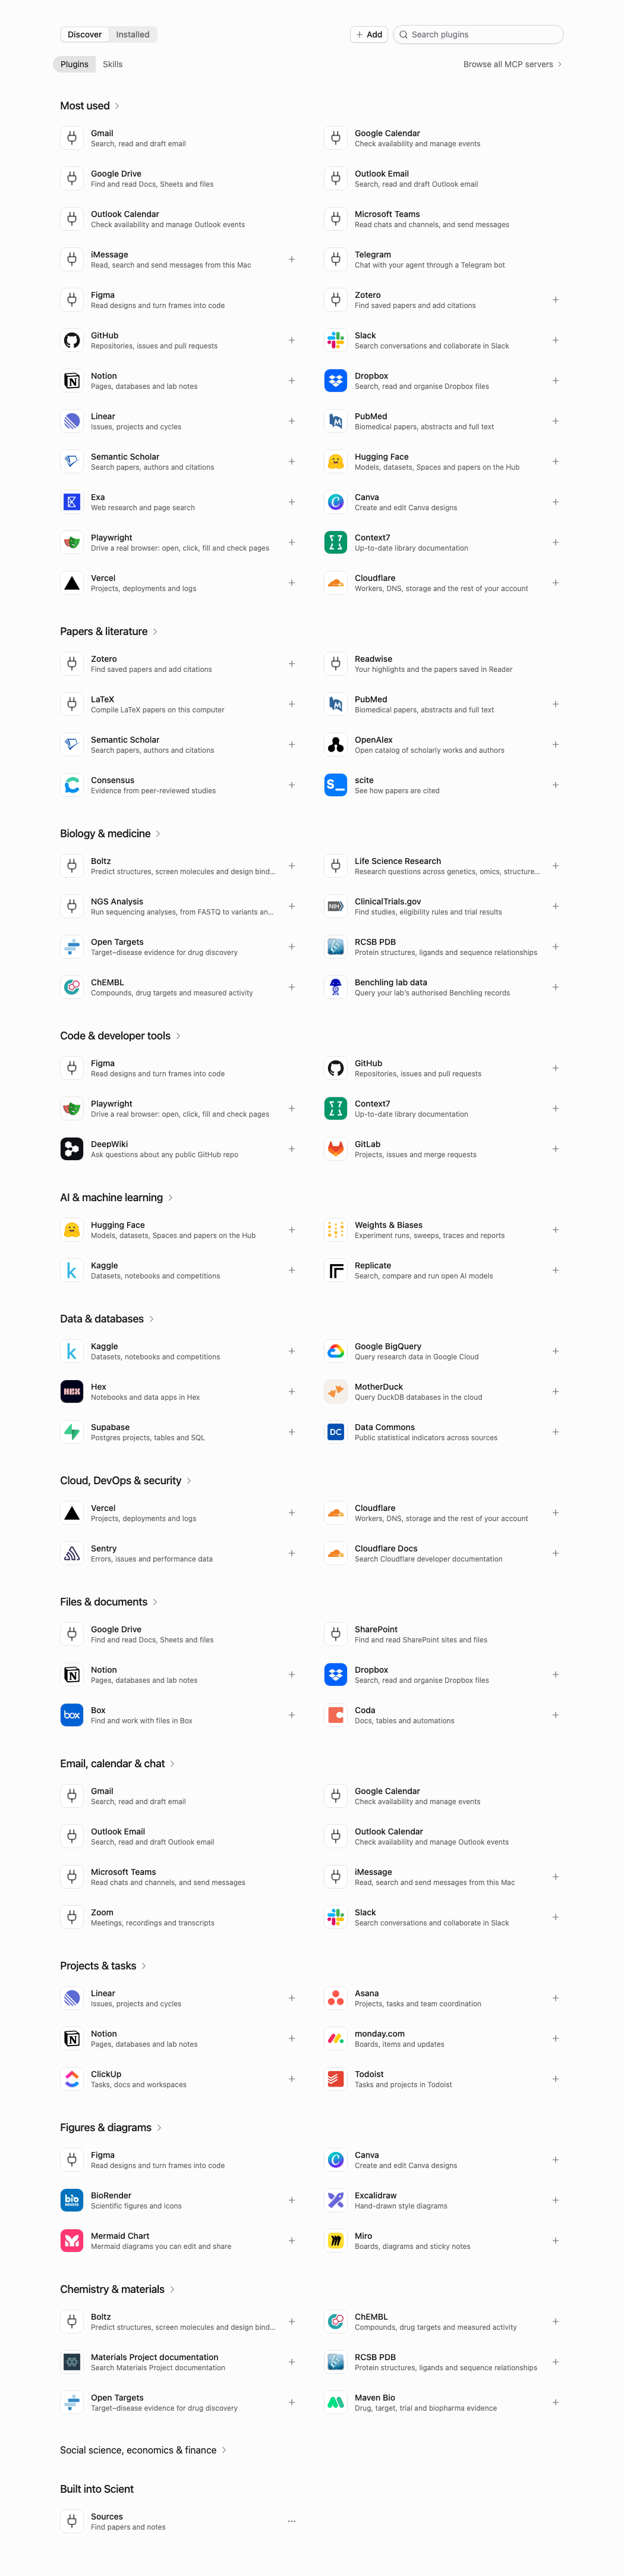 Discover Installed + Add Search plugins
Plugins Skills Browse all MCP servers
Most used
Gmail
Search, read and draft email
Google Calendar
Check availability and manage events
Google Drive
Find and read Docs, Sheets and files
Outlook Email
Search, read and draft Outlook email
Outlook Calendar
Check availability and manage Outlook events
Microsoft Teams
Read chats and channels, and send messages
iMessage
Read, search and send messages from this Mac
Telegram
Chat with your agent through a Telegram bot
Figma
Read designs and turn frames into code
Zotero
Find saved papers and add citations
GitHub
Repositories, issues and pull requests
Slack
Search conversations and collaborate in Slack
Notion
Pages, databases and lab notes
Dropbox
Search, read and organise Dropbox files
Linear
Issues, projects and cycles
PubMed
Biomedical papers, abstracts and full text
Semantic Scholar
Search papers, authors and citations
Hugging Face
Models, datasets, Spaces and papers on the Hub
Exa
Web research and page search
Canva
Create and edit Canva designs
Playwright
Drive a real browser: open, click, fill and check pages
Context7
Up-to-date library documentation
Vercel
Projects, deployments and logs
Cloudflare
Workers, DNS, storage and the rest of your account
Papers & literature
Zotero
Find saved papers and add citations
Readwise
Your highlights and the papers saved in Reader
LaTeX
Compile LaTeX papers on this computer
PubMed
Biomedical papers, abstracts and full text
Semantic Scholar
Search papers, authors and citations
OpenAlex
Open catalog of scholarly works and authors
Consensus
Evidence from peer-reviewed studies
scite
See how papers are cited
Biology & medicine
Boltz
Predict structures, screen molecules and design bind...
Life Science Research
Research questions across genetics, omics, structure...
NGS Analysis
Run sequencing analyses, from FASTQ to variants an...
NIH
ClinicalTrials.gov
Find studies, eligibility rules and trial results
Open Targets
Target–disease evidence for drug discovery
RCSB PDB
Protein structures, ligands and sequence relationships
ChEMBL
Compounds, drug targets and measured activity
Benchling lab data
Query your lab's authorised Benchling records
Code & developer tools
Figma
Read designs and turn frames into code
GitHub
Repositories, issues and pull requests
Playwright
Drive a real browser: open, click, fill and check pages
Context7
Up-to-date library documentation
DeepWiki
Ask questions about any public GitHub repo
GitLab
Projects, issues and merge requests
AI & machine learning
Hugging Face
Models, datasets, Spaces and papers on the Hub
Weights & Biases
Experiment runs, sweeps, traces and reports
Kaggle
Datasets, notebooks and competitions
Replicate
Search, compare and run open AI models
Data & databases
Kaggle
Datasets, notebooks and competitions
Google BigQuery
Query research data in Google Cloud
HEX
Hex
Notebooks and data apps in Hex
MotherDuck
Query DuckDB databases in the cloud
Supabase
Postgres projects, tables and SQL
DC
Data Commons
Public statistical indicators across sources
Cloud, DevOps & security
Vercel
Projects, deployments and logs
Cloudflare
Workers, DNS, storage and the rest of your account
Sentry
Errors, issues and performance data
Cloudflare Docs
Search Cloudflare developer documentation
Files & documents
Google Drive
Find and read Docs, Sheets and files
SharePoint
Find and read SharePoint sites and files
Notion
Pages, databases and lab notes
Dropbox
Search, read and organise Dropbox files
box
Box
Find and work with files in Box
Coda
Docs, tables and automations
Email, calendar & chat
Gmail
Search, read and draft email
Google Calendar
Check availability and manage events
Outlook Email
Search, read and draft Outlook email
Outlook Calendar
Check availability and manage Outlook events
Microsoft Teams
Read chats and channels, and send messages
iMessage
Read, search and send messages from this Mac
Zoom
Meetings, recordings and transcripts
Slack
Search conversations and collaborate in Slack
Projects & tasks
Linear
Issues, projects and cycles
Asana
Projects, tasks and team coordination
Notion
Pages, databases and lab notes
monday.com
Boards, items and updates
ClickUp
Tasks, docs and workspaces
Todoist
Tasks and projects in Todoist
Figures & diagrams
Figma
Read designs and turn frames into code
Canva
Create and edit Canva designs
bio
BioRender
Scientific figures and icons
Excalidraw
Hand-drawn style diagrams
Mermaid Chart
Mermaid diagrams you can edit and share
Miro
Boards, diagrams and sticky notes
Chemistry & materials
Boltz
Predict structures, screen molecules and design bind...
ChEMBL
Compounds, drug targets and measured activity
Materials Project documentation
Search Materials Project documentation
RCSB PDB
Protein structures, ligands and sequence relationships
Open Targets
Target–disease evidence for drug discovery
Maven Bio
Drug, target, trial and biopharma evidence
Social science, economics & finance
Built into Scient
Sources
Find papers and notes